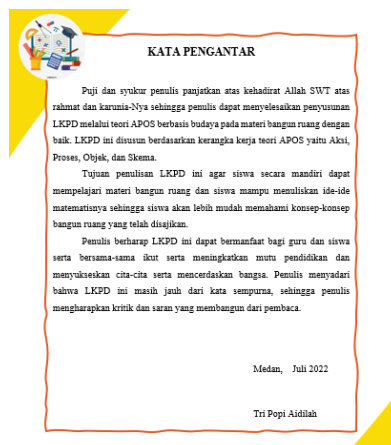 KATA PENGANTAR
Puji dan syukur penulis panjatkan atas kehadirat Allah SWT atas
rahmat dan karunia-Nya sehingga penulis dapat menyelesaikan penyusunan
LKPD melalui teori APOS berbasis budaya pada materi bangun ruang dengan
baik. LKPD ini disusun berdasarkan kerangka kerja teori APOS yaitu Aksi,
Proses, Objek, dan Skema.
Tujuan penulisan LKPD ini agar siswa secara mandiri dapat
mempelajari materi bangun ruang dan siswa mampu menuliskan ide-ide
matematisnya sehingga siswa akan lebih mudah memahami konsep-konsep
bangun ruang yang telah disajikan.
Penulis berharap LKPD ini dapat bermanfaat bagi guru dan siswa
serta bersama-sama ikut serta meningkatkan mutu pendidikan dan
menyukseskan cita-cita serta mencerdaskan bangsa. Penulis menyadari
bahwa LKPD ini masih jauh dari kata sempurna, sehingga penulis
mengharapkan kritik dan saran yang membangun dari pembaca.
Medan, Juli 2022
Tri Popi Aidilah